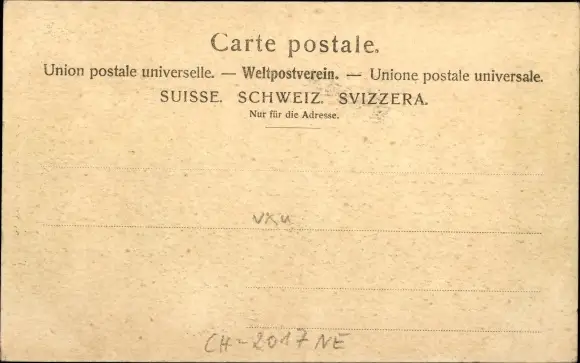 Carte postale.
Union postale universelle. — Weltpostverein. — Unione postale universale.
SUISSE. SCHWEIZ. SVIZZERA.
Nur für die Adresse.
vxu
CH-2017 NE